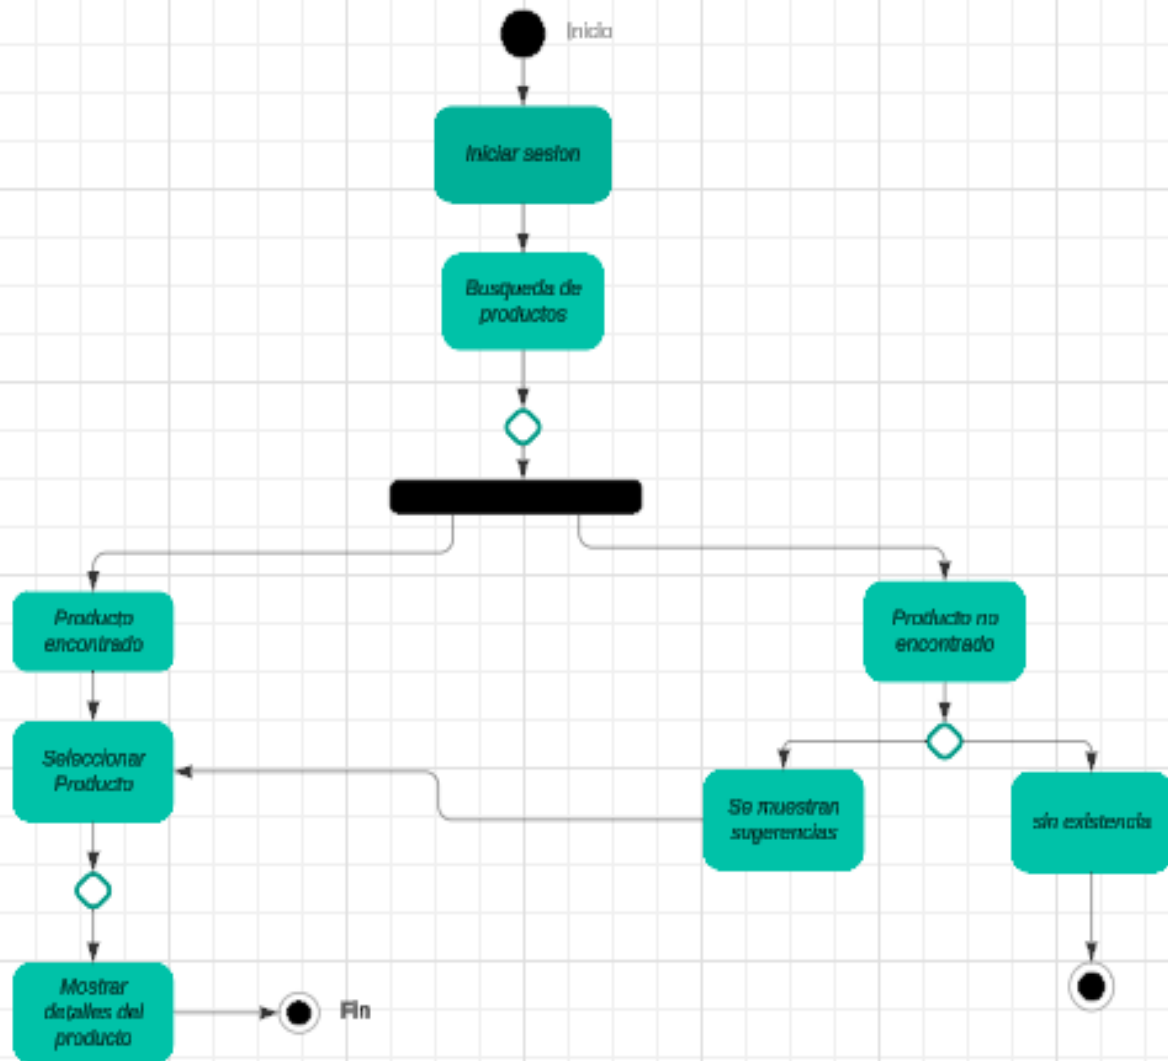 Inicio
Iniciar sesion
Busqueda de
productos
Producto
encontrado
Producto no
encontrado
Seleccionar
Producto
Se muestran
sugerencias
sin existencia
Mostrar
detalles del
producto
Fin